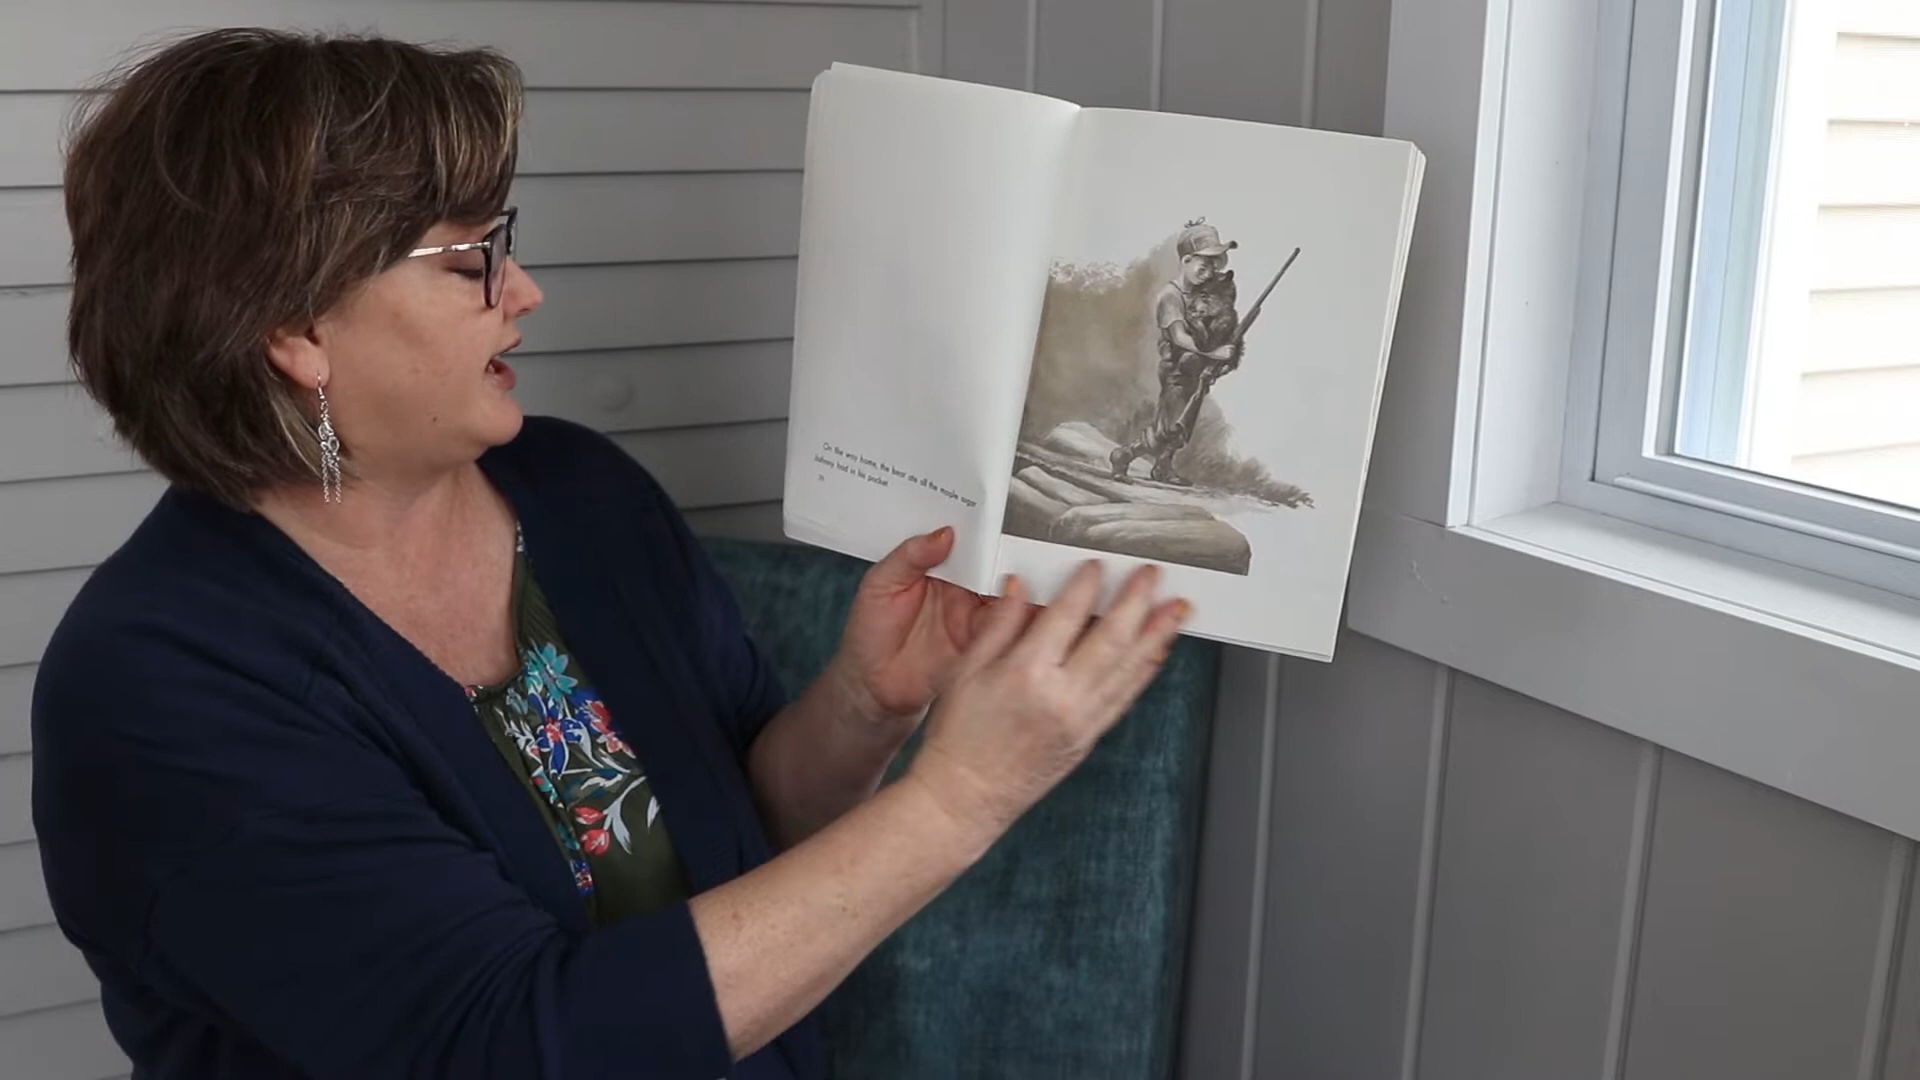 On the way home, the bear ate all the maple sugar
Johnny had in his pocket.